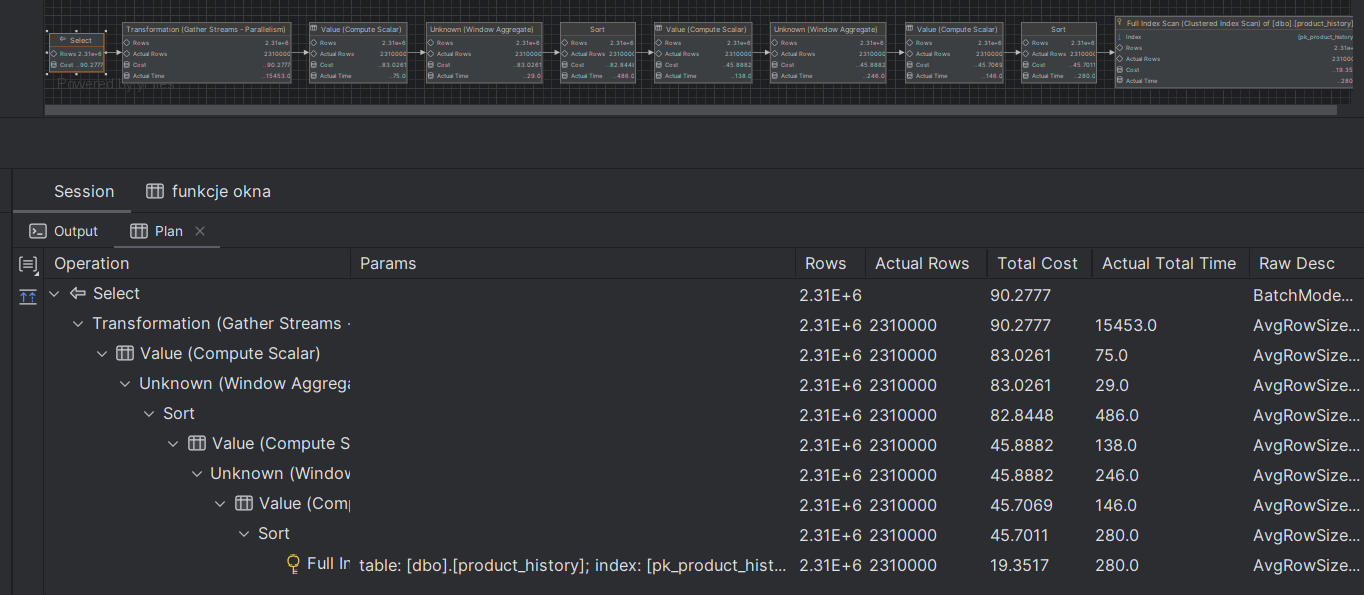 Select
Rows 2.31e+6
Cost ..90.2777
Transformation (Gather Streams - Parallelism)
Rows 2.31e+6
Actual Rows 2310000
Cost ..90.2777
Actual Time ..15453.0
Value (Compute Scalar)
Rows 2.31e+6
Actual Rows 2310000
Cost ..83.0261
Actual Time ..75.0
Unknown (Window Aggregate)
Rows 2.31e+6
Actual Rows 2310000
Cost ..83.0261
Actual Time ..29.0
Sort
Rows 2.31e+6
Actual Rows 2310000
Cost ..82.8448
Actual Time ..486.0
Value (Compute Scalar)
Rows 2.31e+6
Actual Rows 2310000
Cost ..45.8882
Actual Time ..138.0
Unknown (Window Aggregate)
Rows 2.31e+6
Actual Rows 2310000
Cost ..45.8882
Actual Time ..246.0
Value (Compute Scalar)
Rows 2.31e+6
Actual Rows 2310000
Cost ..45.7069
Actual Time ..146.0
Sort
Rows 2.31e+6
Actual Rows 2310000
Cost ..45.7011
Actual Time ..280.0
Full Index Scan (Clustered Index Scan) of [dbo].[product_history]
Index [pk_product_history
Rows 2.31e+
Actual Rows 231000
Cost ..19.35
Actual Time ..280
Powered by yFiles
Session funkcje okna
Output Plan
Operation Params Rows Actual Rows Total Cost Actual Total Time Raw Desc
Select 2.31E+6 90.2777 BatchMode...
Transformation (Gather Streams - 2.31E+6 2310000 90.2777 15453.0 AvgRowSize...
Value (Compute Scalar) 2.31E+6 2310000 83.0261 75.0 AvgRowSize...
Unknown (Window Aggrega 2.31E+6 2310000 83.0261 29.0 AvgRowSize...
Sort 2.31E+6 2310000 82.8448 486.0 AvgRowSize...
Value (Compute S 2.31E+6 2310000 45.8882 138.0 AvgRowSize...
Unknown (Window 2.31E+6 2310000 45.8882 246.0 AvgRowSize...
Value (Com 2.31E+6 2310000 45.7069 146.0 AvgRowSize...
Sort 2.31E+6 2310000 45.7011 280.0 AvgRowSize...
Full In table: [dbo].[product_history]; index: [pk_product_hist... 2.31E+6 2310000 19.3517 280.0 AvgRowSize...